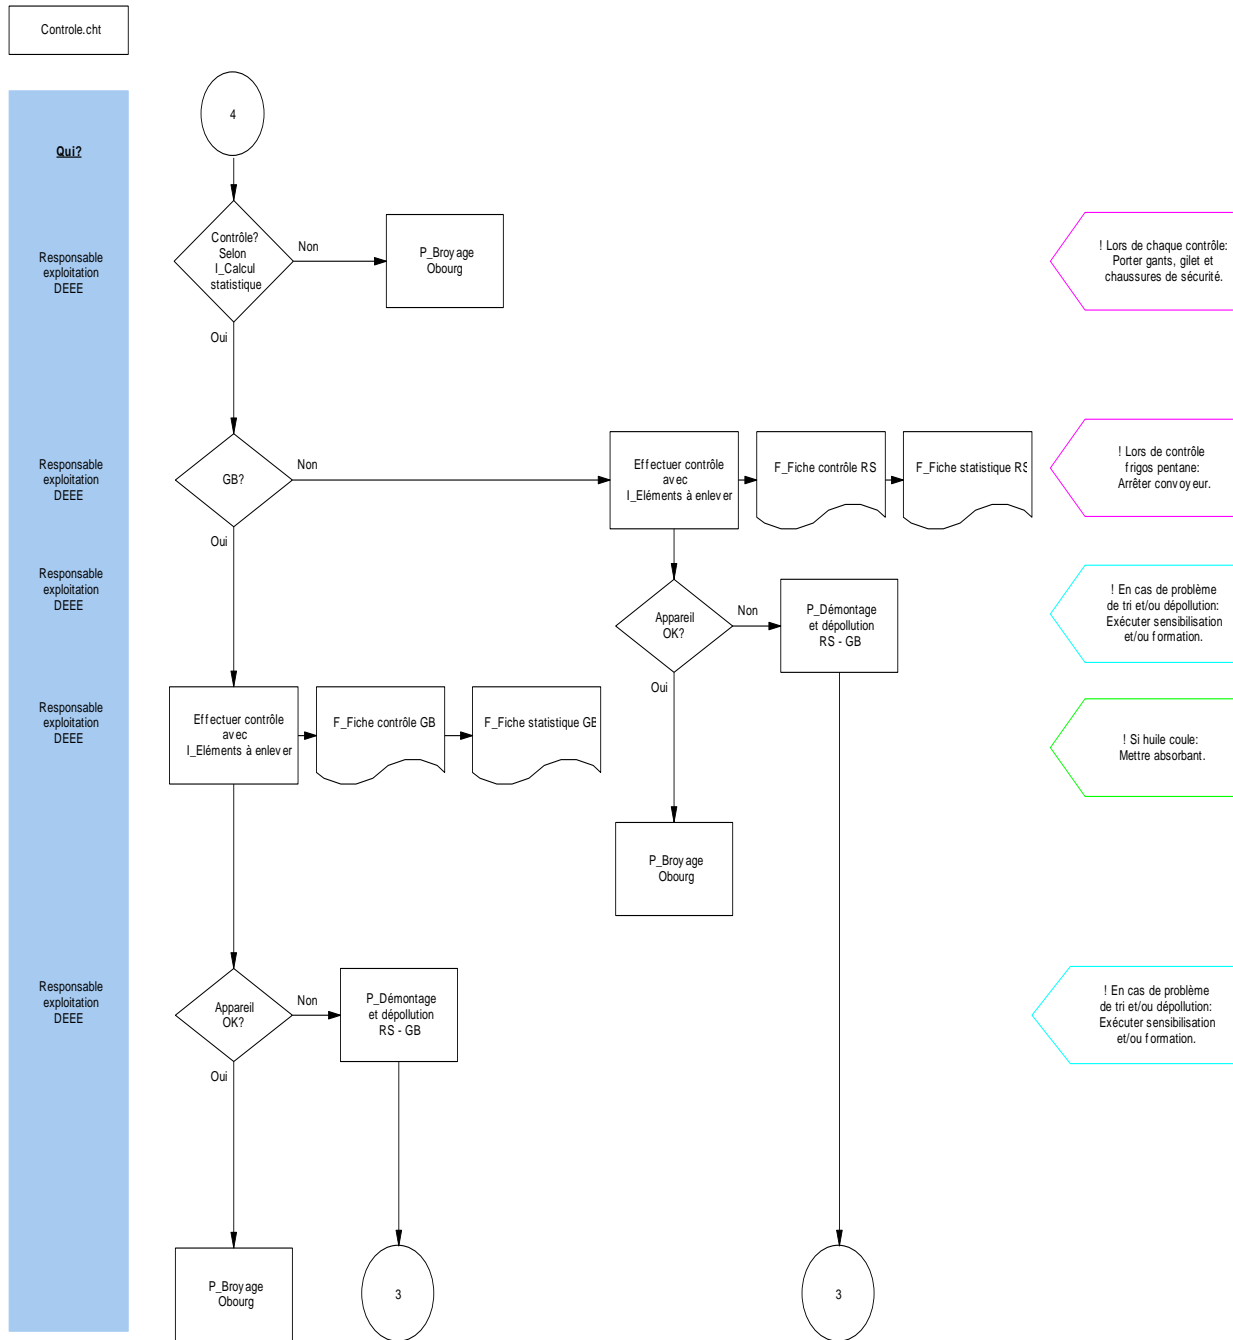 Controle.cht
4
Qui?
Contrôle?
Selon
I_Calcul
statistique
Non
P_Broyage
Obourg
Responsable
exploitation
DEEE
! Lors de chaque contrôle:
Porter gants, gilet et
chaussures de sécurité.
Oui
Responsable
exploitation
DEEE
GB?
Non
Effectuer contrôle
avec
I_Eléments à enlever
F_Fiche contrôle RS
F_Fiche statistique RS
! Lors de contrôle
frigos pentane:
Arrêter convoyeur.
Oui
Responsable
exploitation
DEEE
Appareil
OK?
Non
P_Démontage
et dépollution
RS - GB
! En cas de problème
de tri et/ou dépollution:
Exécuter sensibilisation
et/ou formation.
Oui
Responsable
exploitation
DEEE
Effectuer contrôle
avec
I_Eléments à enlever
F_Fiche contrôle GB
F_Fiche statistique GB
! Si huile coule:
Mettre absorbant.
P_Broyage
Obourg
Responsable
exploitation
DEEE
Appareil
OK?
Non
P_Démontage
et dépollution
RS - GB
! En cas de problème
de tri et/ou dépollution:
Exécuter sensibilisation
et/ou formation.
Oui
P_Broyage
Obourg
3
3